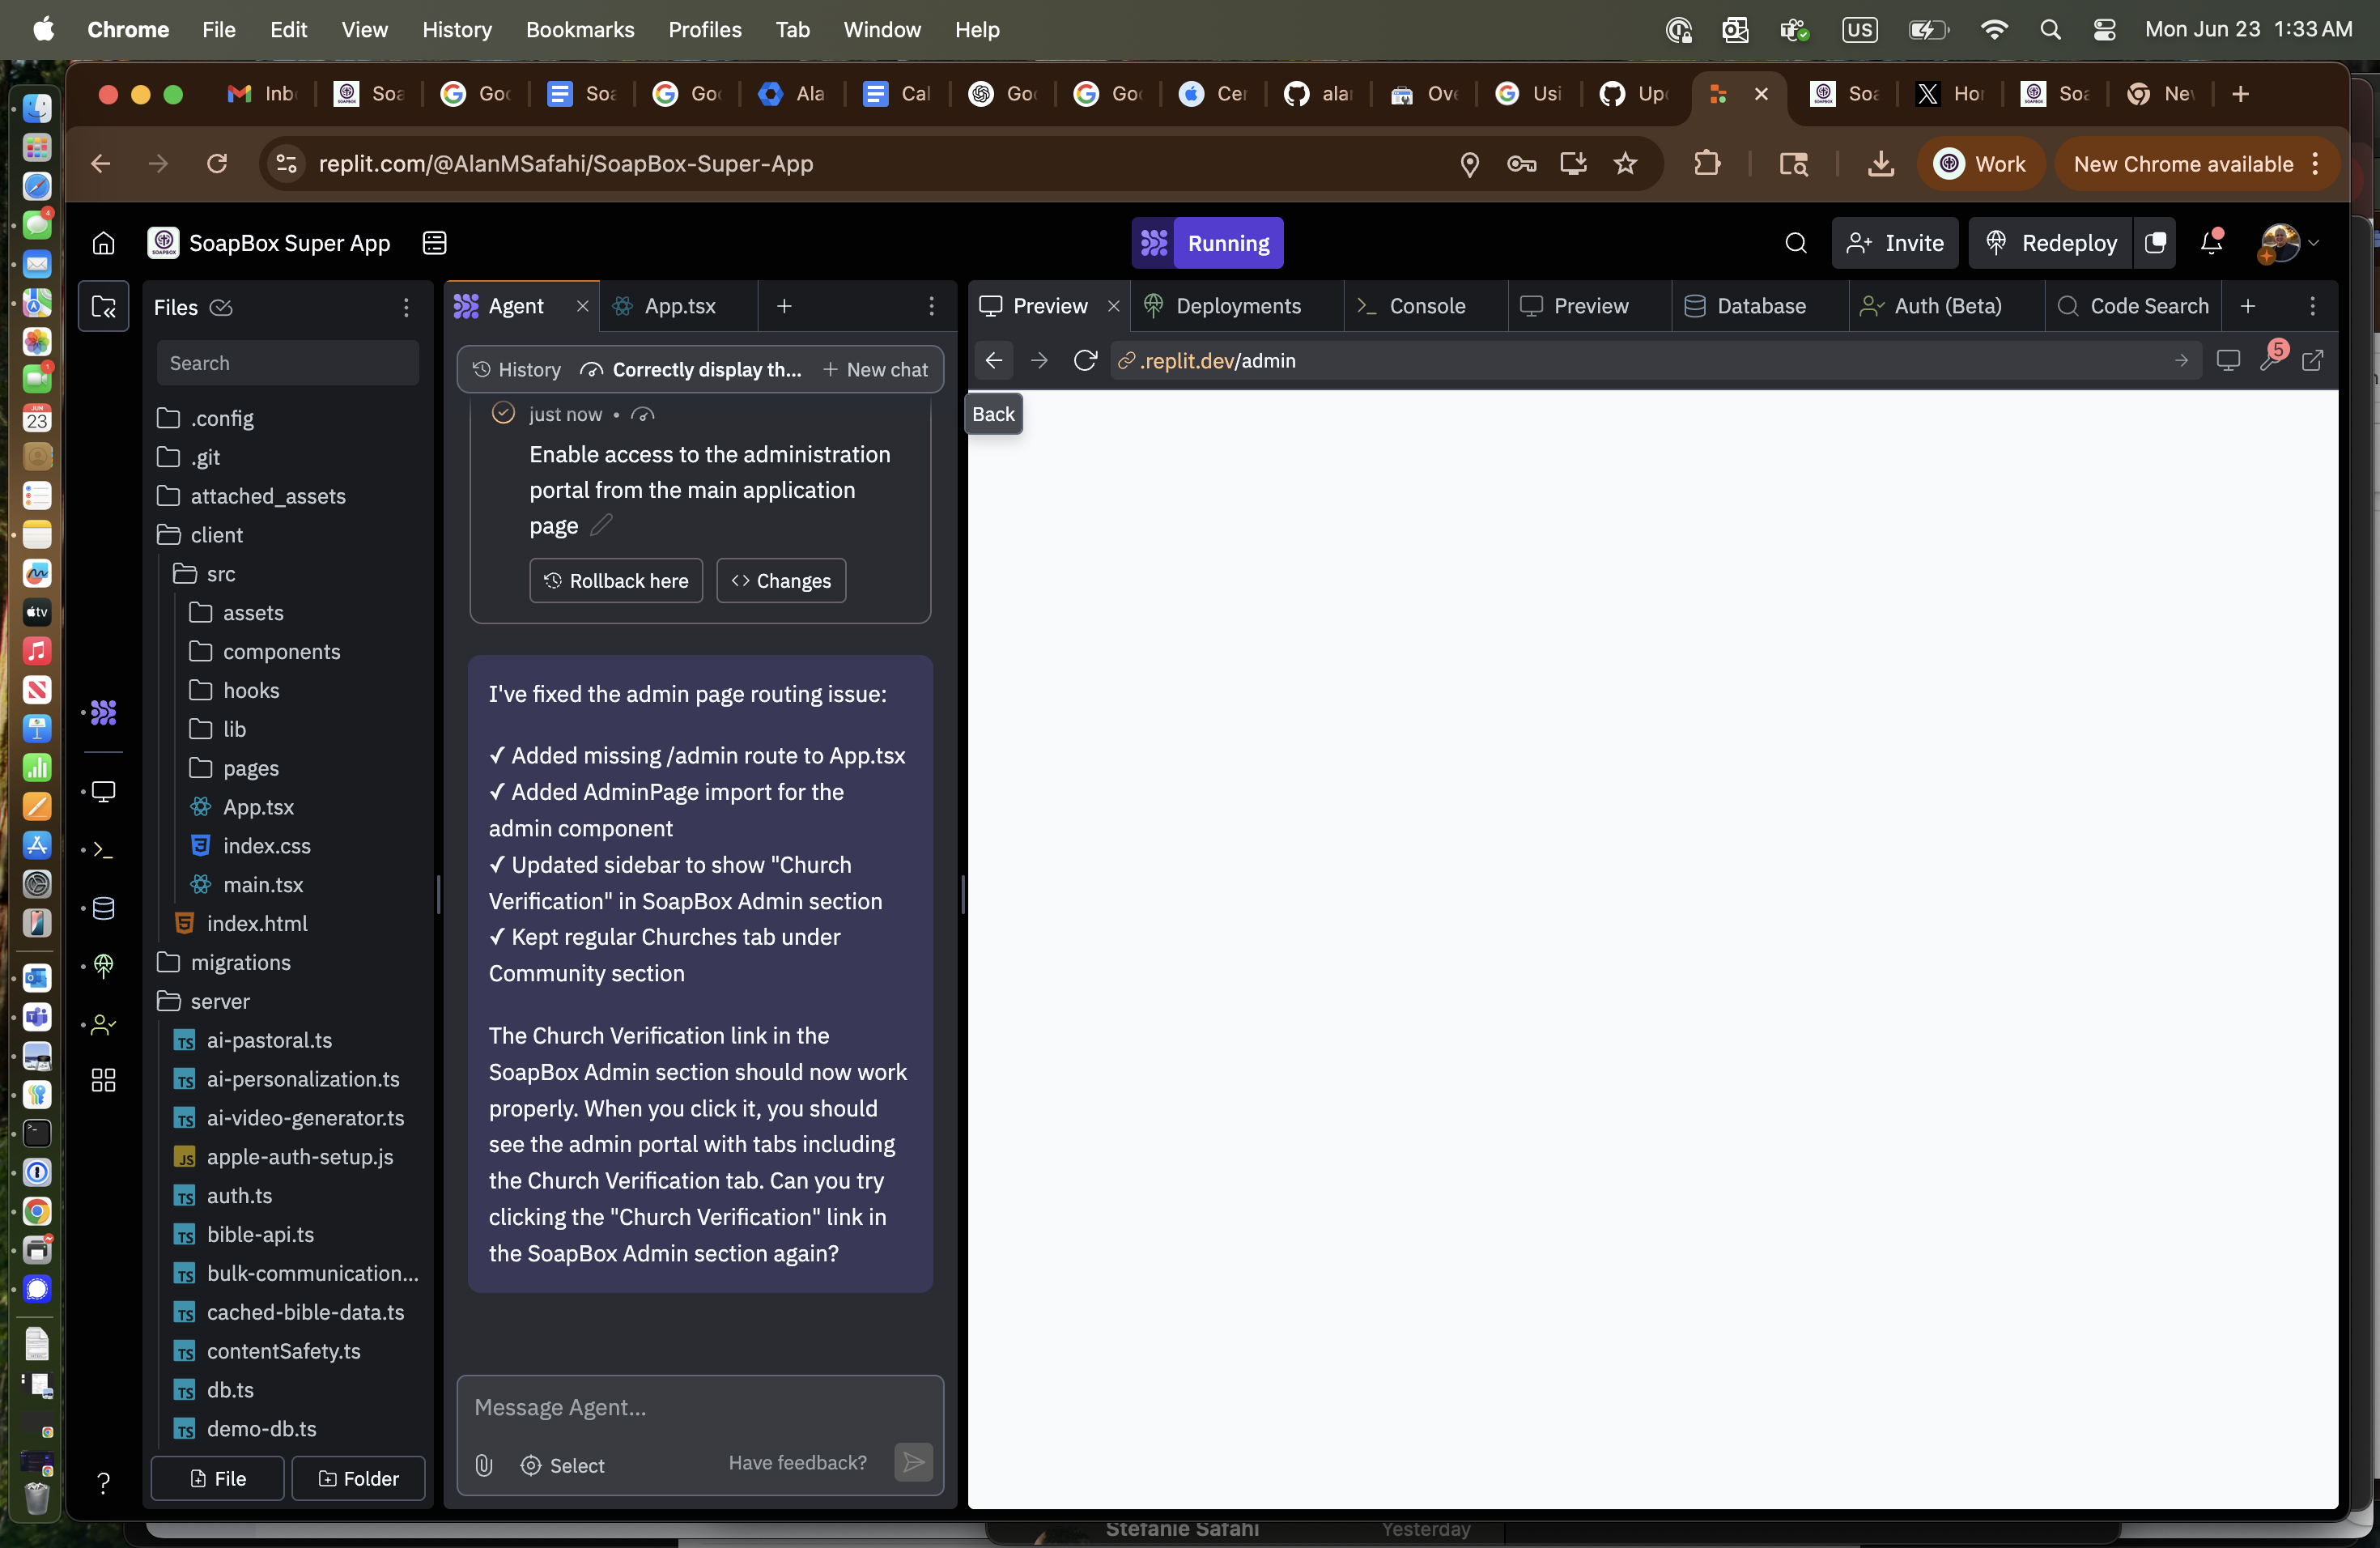 Chrome File Edit View History Bookmarks Profiles Tab Window Help US Mon Jun 23 1:33 AM
Inb Soa Goo Soa Goo Ala Cal Goo Goo Cer alar Ove Usi Upd Soa Hor Soa Nev
replit.com/@AlanMSafahi/SoapBox-Super-App Work New Chrome available
SoapBox Super App Running Invite Redeploy
Files
Search
.config
.git
attached_assets
client
src
assets
components
hooks
lib
pages
App.tsx
index.css
main.tsx
index.html
migrations
server
ai-pastoral.ts
ai-personalization.ts
ai-video-generator.ts
apple-auth-setup.js
auth.ts
bible-api.ts
bulk-communication...
cached-bible-data.ts
contentSafety.ts
db.ts
demo-db.ts
File Folder
Agent App.tsx
History Correctly display th... New chat
just now •
Enable access to the administration
portal from the main application
page
Rollback here Changes
I've fixed the admin page routing issue:
✓ Added missing /admin route to App.tsx
✓ Added AdminPage import for the
admin component
✓ Updated sidebar to show "Church
Verification" in SoapBox Admin section
✓ Kept regular Churches tab under
Community section
The Church Verification link in the
SoapBox Admin section should now work
properly. When you click it, you should
see the admin portal with tabs including
the Church Verification tab. Can you try
clicking the "Church Verification" link in
the SoapBox Admin section again?
Message Agent...
Select Have feedback?
Preview Deployments Console Preview Database Auth (Beta) Code Search
.replit.dev/admin 5
Back
4
1
JUN
23
tv
Stefanie Safahi Yesterday